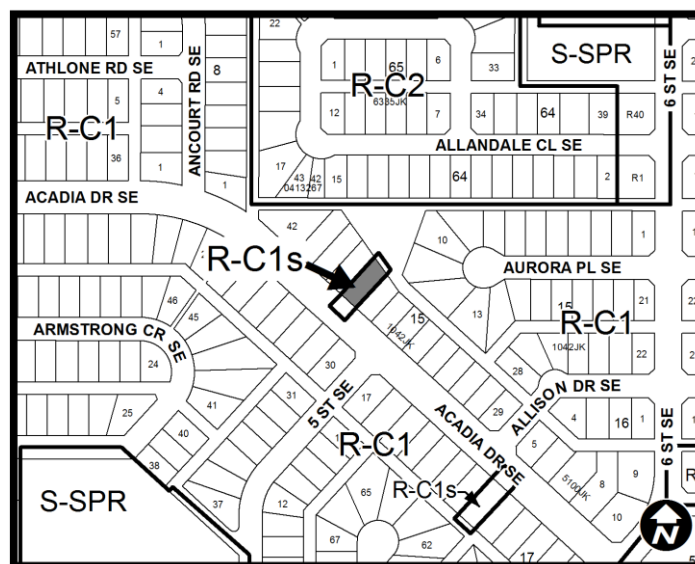 57
1
22
ATHLONE RD SE
8
1
65
6
33
S-SPR
6 ST SE
R-C2
6335JK
5
4
ANCOURT RD SE
12
7
34
64
39
R40
R-C1
36
ALLANDALE CL SE
17
43
42
0413267
15
64
2
R1
1
1
ACADIA DR SE
42
10
1
R-C1s
AURORA PL SE
46
45
15
13
15
21
22
R-C1
ARMSTRONG CR SE
1042JK
1042JK
22
24
30
28
ALLISON DR SE
41
31
5 ST SE
17
29
4
16
1
25
40
R-C1
ACADIA DR SE
5
6 ST SE
38
5100JK
8
9
S-SPR
65
R-C1s
37
12
10
67
62
17
N